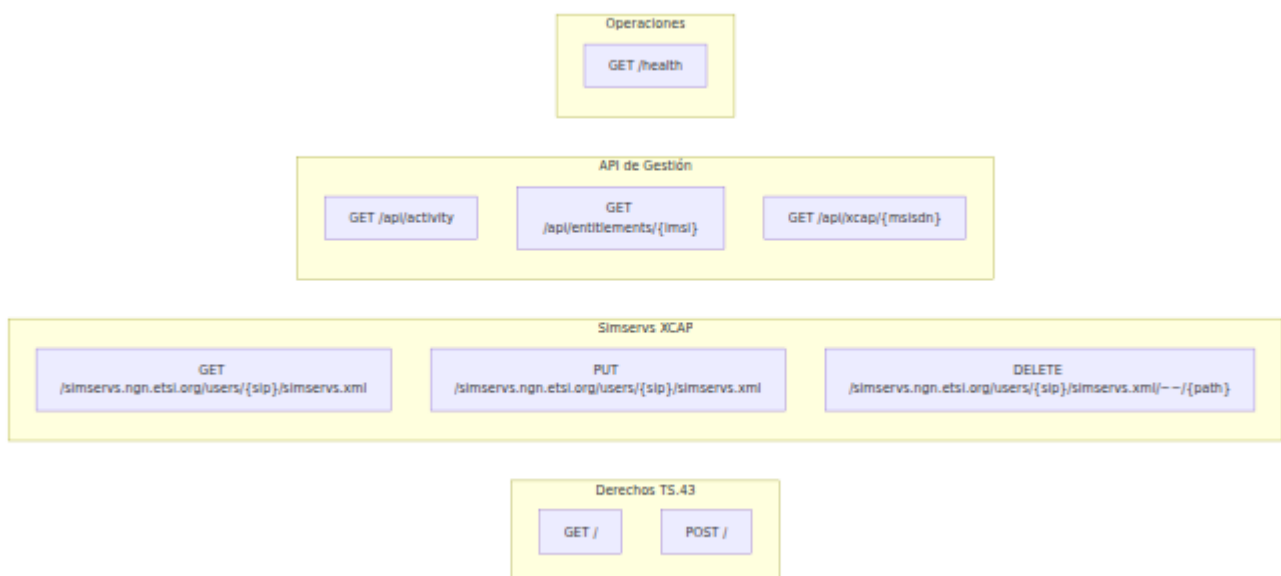 Operaciones
GET /health
API de Gestión
GET /api/activity
GET
/api/entitlements/{imsi}
GET /api/xcap/{msisdn}
Simservs XCAP
GET
/simservs.ngn.etsi.org/users/{sip}/simservs.xml
PUT
/simservs.ngn.etsi.org/users/{sip}/simservs.xml
DELETE
/simservs.ngn.etsi.org/users/{sip}/simservs.xml/~~/{path}
Derechos TS.43
GET /
POST /